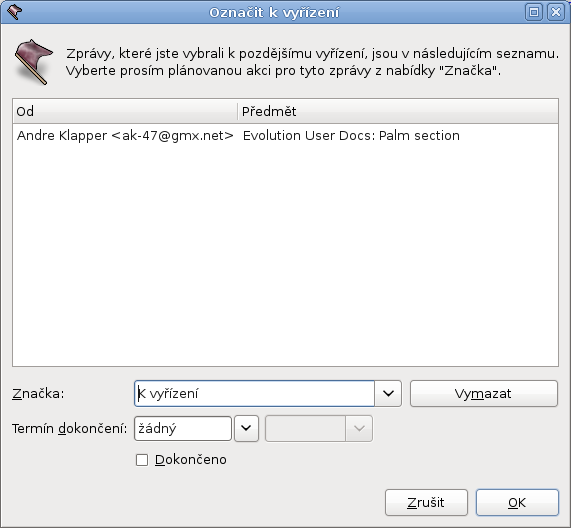 Označit k vyřízení
Zprávy, které jste vybrali k pozdějšímu vyřízení, jsou v následujícím seznamu.
Vyberte prosím plánovanou akci pro tyto zprávy z nabídky "Značka".
Od Předmět
Andre Klapper <ak-47@gmx.net> Evolution User Docs: Palm section
Značka: K vyřízení Vymazat
Termín dokončení: žádný
Dokončeno
Zrušit OK